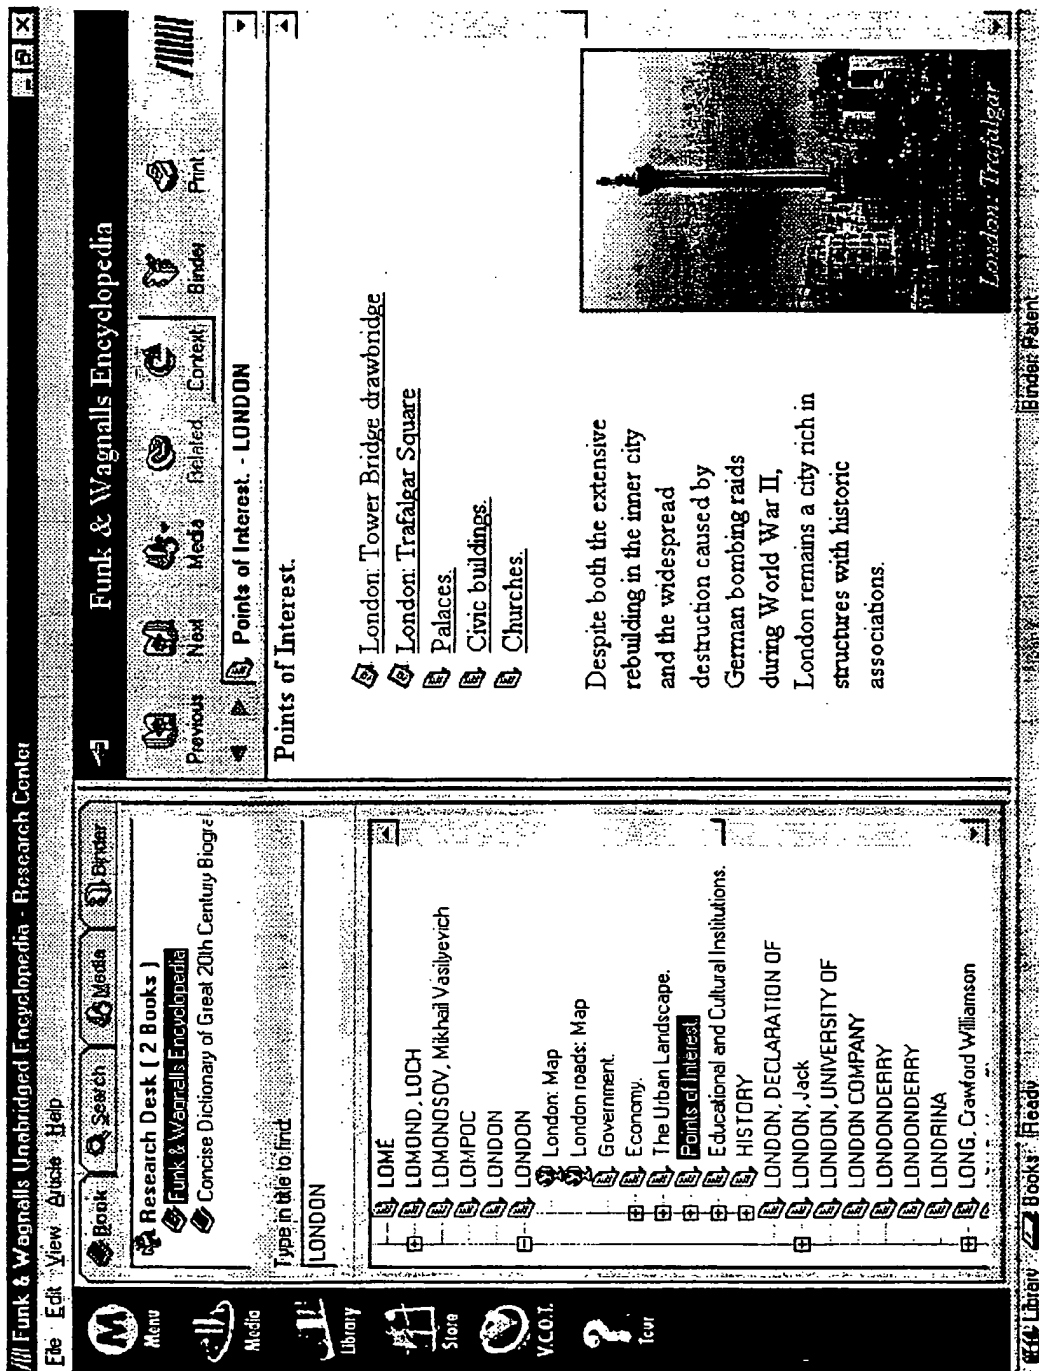 Funk & Wagnalls Unabridged Encyclopedia - Research Center
File Edit View Article Help
Menu
Media
Library
Store
V.C.O.T.
Tour
Book Search Media Binder
Research Desk ( 2 Books )
Funk & Wagnalls Encyclopedia
Concise Dictionary of Great 20th Century Biogra
Type in title to find:
LONDON
LOMÉ
LOMOND, LOCH
LOMONOSOV, Mikhail Vasilyevich
LOMPOC
LONDON
LONDON
London: Map
London roads: Map
Government.
Economy.
The Urban Landscape.
Points of Interest.
Educational and Cultural Institutions.
HISTORY
LONDON, DECLARATION OF
LONDON, Jack
LONDON, UNIVERSITY OF
LONDON COMPANY
LONDONDERRY
LONDONDERRY
LONDRINA
LONG, Crawford Williamson
Funk & Wagnalls Encyclopedia
Previous Next Media Related Context Binder Print
Points of Interest. - LONDON
Points of Interest.
London: Tower Bridge drawbridge
London: Trafalgar Square
Palaces.
Civic buildings.
Churches.
Despite both the extensive
rebuilding in the inner city
and the widespread
destruction caused by
German bombing raids
during World War II,
London remains a city rich in
structures with historic
associations.
London: Trafalgar
Library Books: Ready
Binder: Patent